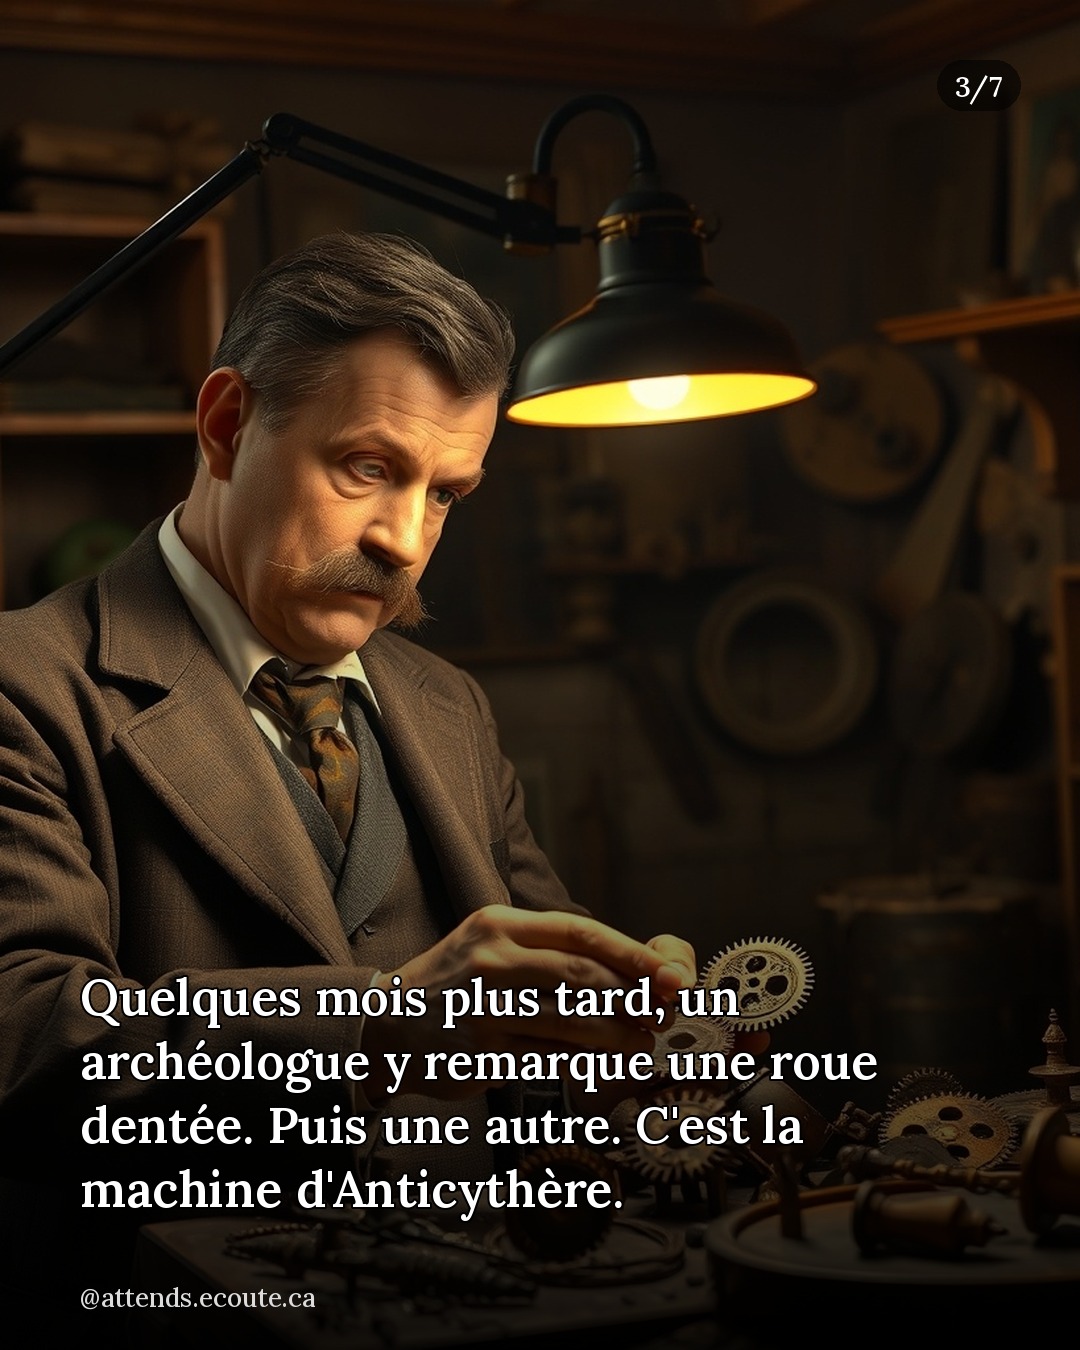 3/7
Quelques mois plus tard, un
archéologue y remarque une roue
dentée. Puis une autre. C'est la
machine d'Anticythère.
@attends.ecoute.ca